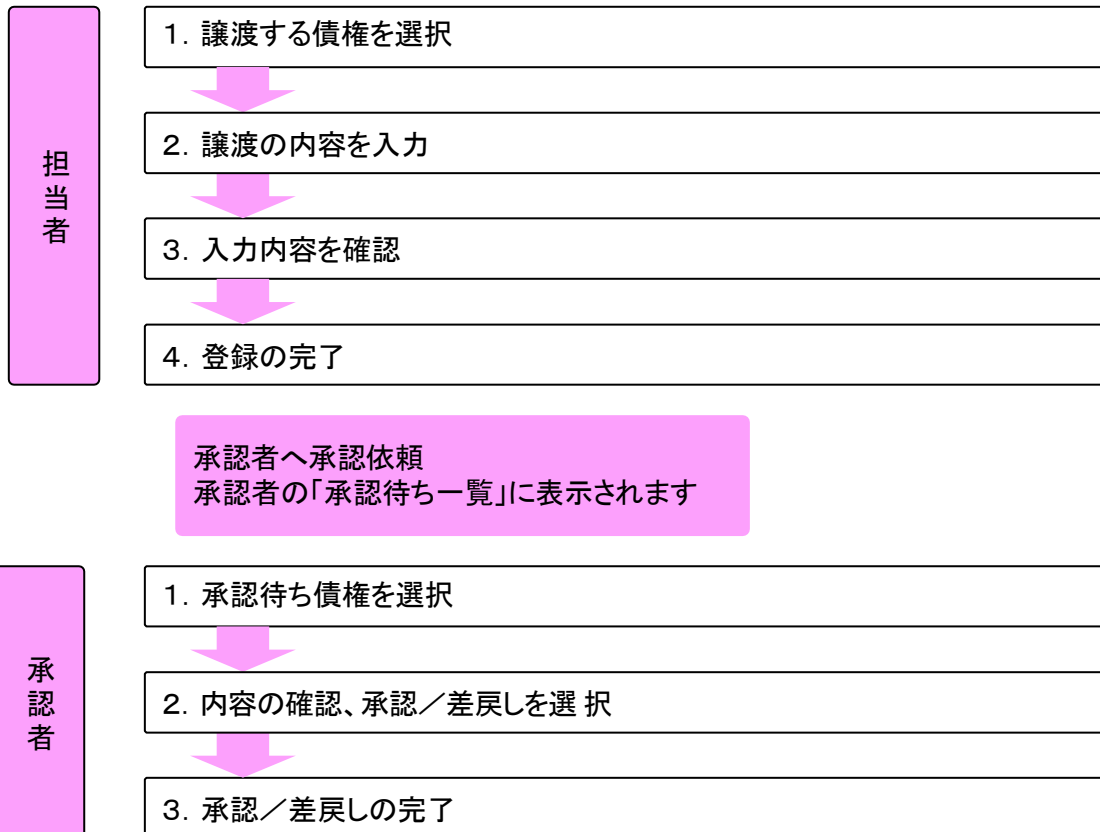 担当者
１．譲渡する債権を選択
２．譲渡の内容を入力
３．入力内容を確認
４．登録の完了
承認者へ承認依頼
承認者の「承認待ち一覧」に表示されます
承認者
１．承認待ち債権を選択
２．内容の確認、承認／差戻しを選 択
３．承認／差戻しの完了